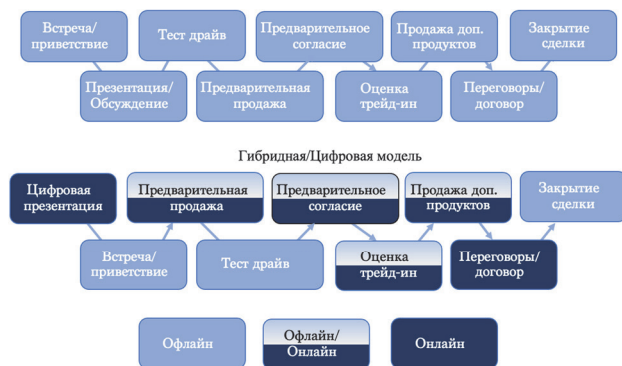 Встреча/
приветствие
Презентация/
Обсуждение
Тест драйв
Предварительная
продажа
Предварительное
согласие
Оценка
трейд-ин
Продажа доп.
продуктов
Переговоры/
договор
Закрытие
сделки
Гибридная/Цифровая модель
Цифровая
презентация
Встреча/
приветствие
Предварительная
продажа
Тест драйв
Предварительное
согласие
Оценка
трейд-ин
Продажа доп.
продуктов
Переговоры/
договор
Закрытие
сделки
Офлайн
Офлайн/
Онлайн
Онлайн